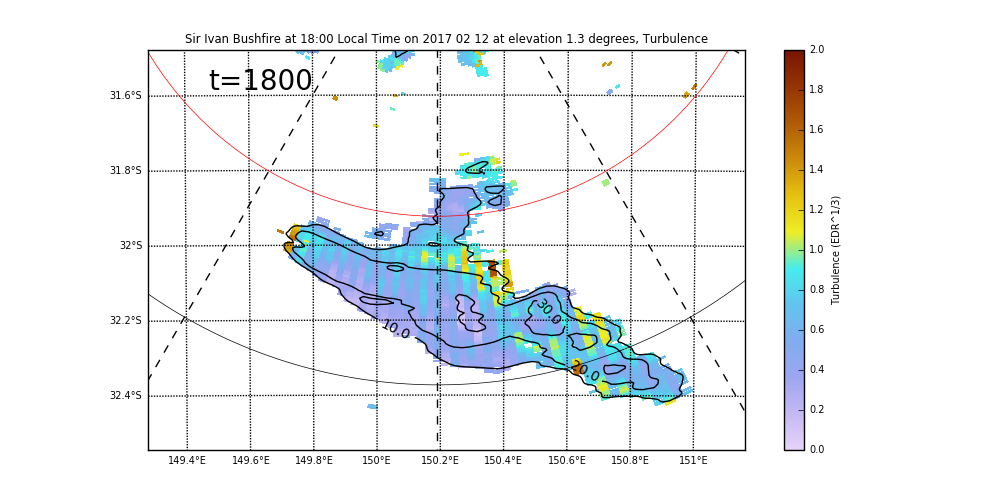 Sir Ivan Bushfire at 18:00 Local Time on 2017 02 12 at elevation 1.3 degrees, Turbulence
t=1800
31.6°S
31.8°S
32°S
32.2°S
32.4°S
149.4°E 149.6°E 149.8°E 150°E 150.2°E 150.4°E 150.6°E 150.8°E 151°E
10.0
30.0
20.0
2.0
1.8
1.6
1.4
1.2
1.0
0.8
0.6
0.4
0.2
0.0
Turbulence (EDR^1/3)